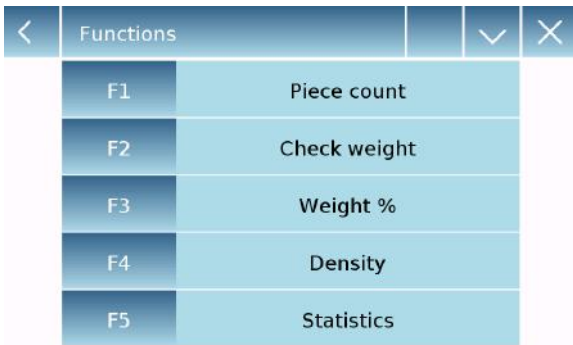 Functions
F1 Piece count
F2 Check weight
F3 Weight %
F4 Density
F5 Statistics